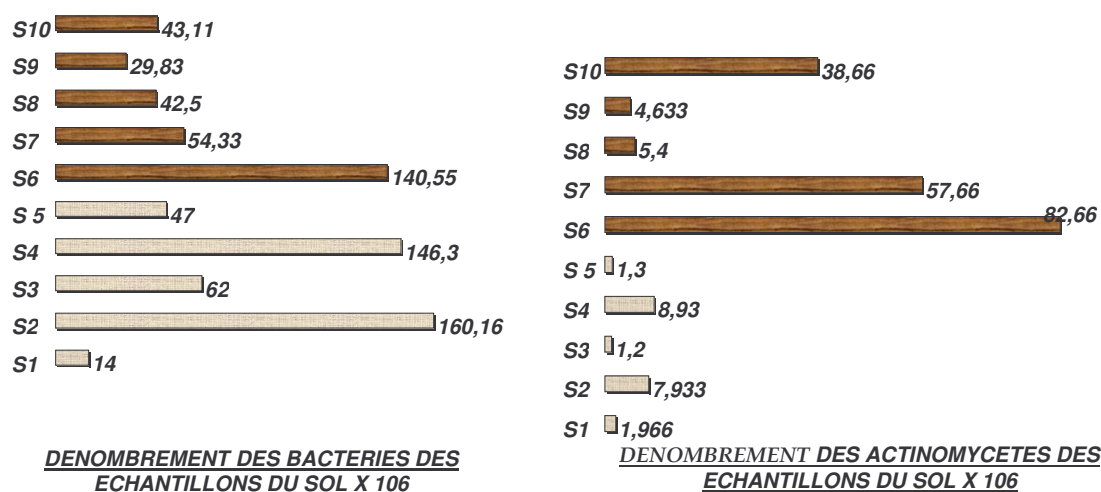 S10 43,11
S9 29,83
S8 42,5
S7 54,33
S6 140,55
S 5 47
S4 146,3
S3 62
S2 160,16
S1 14
DENOMBREMENT DES BACTERIES DES
ECHANTILLONS DU SOL X 106
S10 38,66
S9 4,633
S8 5,4
S7 57,66
S6 82,66
S 5 1,3
S4 8,93
S3 1,2
S2 7,933
S1 1,966
DENOMBREMENT DES ACTINOMYCETES DES
ECHANTILLONS DU SOL X 106